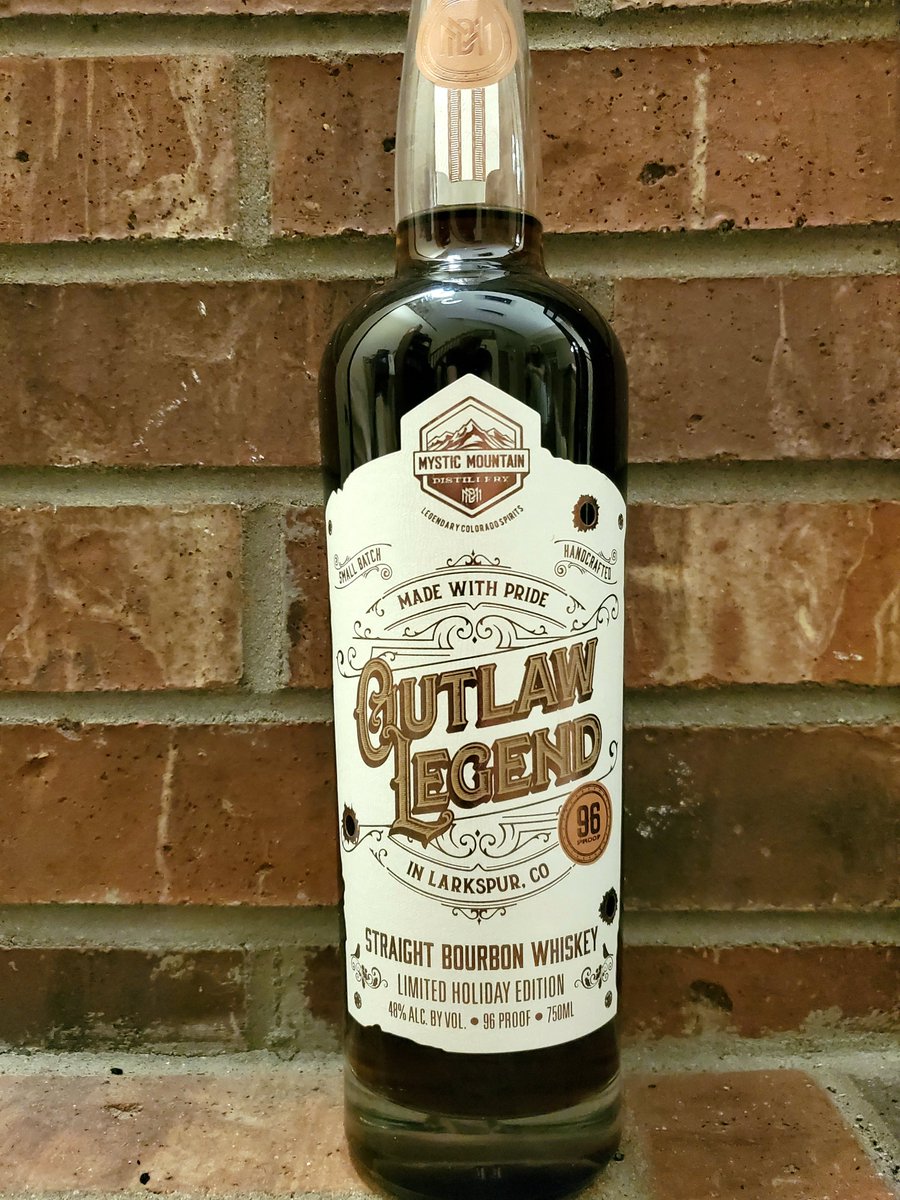 MYSTIC MOUNTAIN
DISTILLERY
LEGENDARY COLORADO SPIRITS
SMALL BATCH
HANDCRAFTED
MADE WITH PRIDE
OUTLAW
LEGEND
96
PROOF
IN LARKSPUR, CO
STRAIGHT BOURBON WHISKEY
LIMITED HOLIDAY EDITION
48% ALC. BY VOL. • 96 PROOF • 750ML